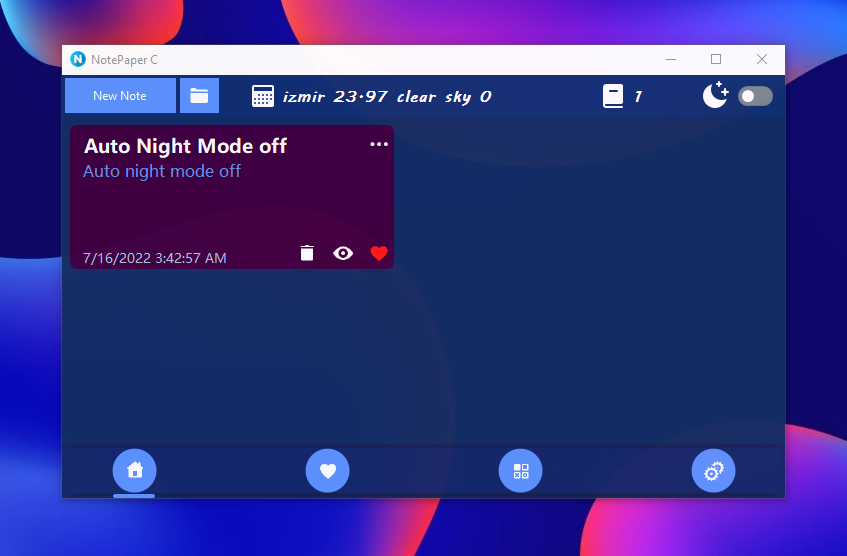 NotePaper C
New Note
izmir 23.97 clear sky 0
1
Auto Night Mode off
Auto night mode off
7/16/2022 3:42:57 AM